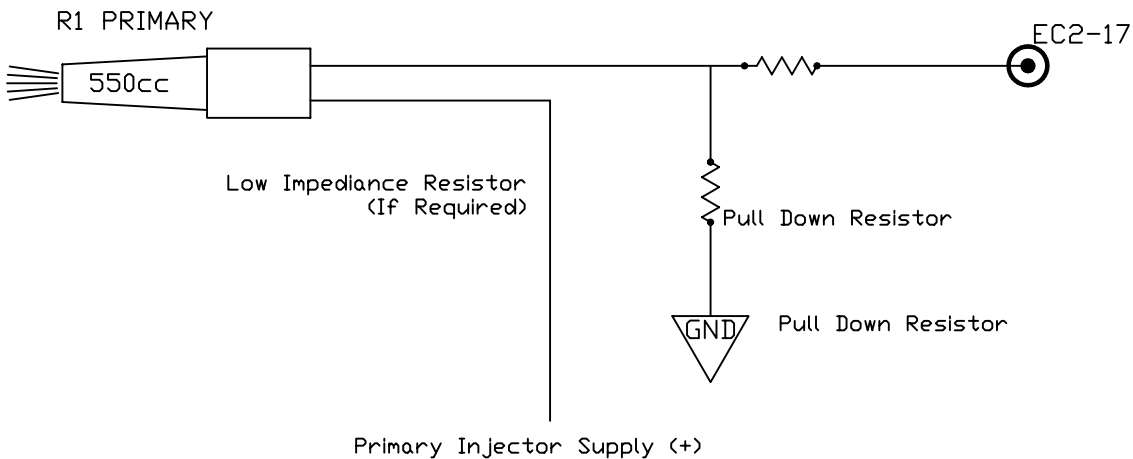 R1 PRIMARY
EC2-17
550cc
Low Impediance Resistor
(If Required)
Pull Down Resistor
GND
Pull Down Resistor
Primary Injector Supply (+)